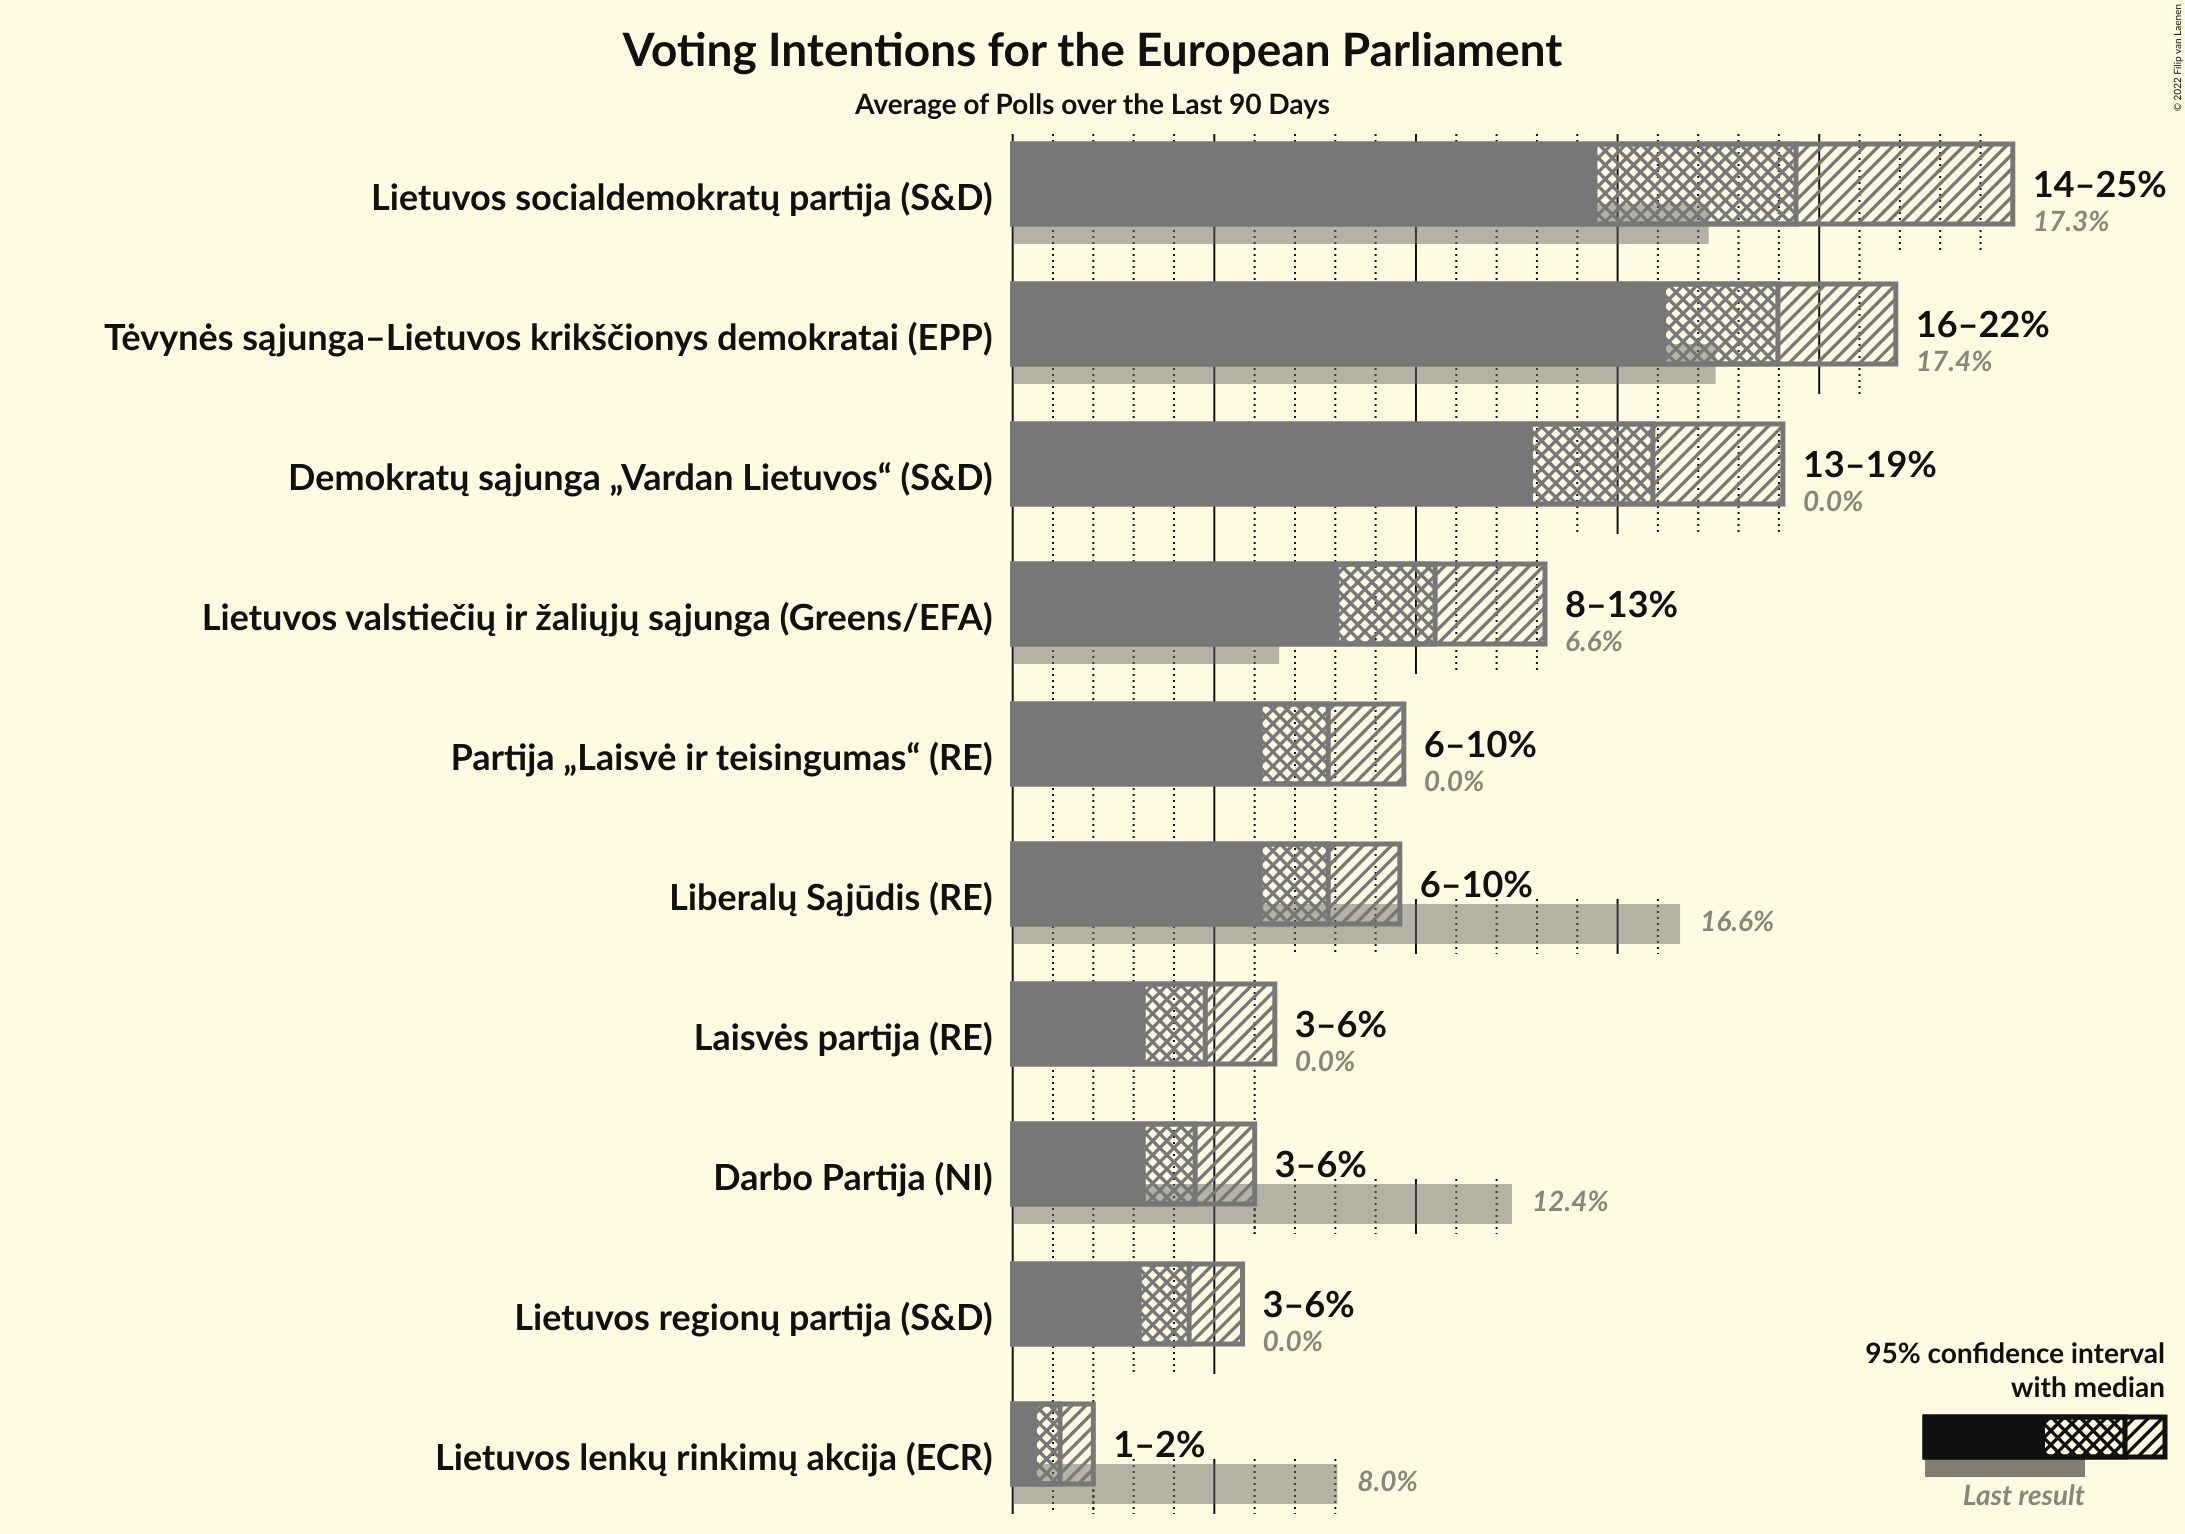 Voting Intentions for the European Parliament
Average of Polls over the Last 90 Days
© 2022 Filip van Laenen
Lietuvos socialdemokratų partija (S&D)
14–25%
17.3%
Tėvynės sąjunga–Lietuvos krikščionys demokratai (EPP)
16–22%
17.4%
Demokratų sąjunga „Vardan Lietuvos“ (S&D)
13–19%
0.0%
Lietuvos valstiečių ir žaliųjų sąjunga (Greens/EFA)
8–13%
6.6%
Partija „Laisvė ir teisingumas“ (RE)
6–10%
0.0%
Liberalų Sąjūdis (RE)
6–10%
16.6%
Laisvės partija (RE)
3–6%
0.0%
Darbo Partija (NI)
3–6%
12.4%
Lietuvos regionų partija (S&D)
3–6%
0.0%
Lietuvos lenkų rinkimų akcija (ECR)
1–2%
8.0%
95% confidence interval
with median
Last result